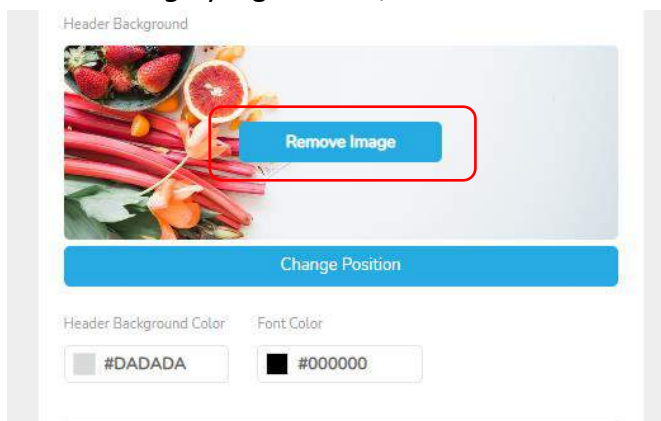 Header Background
Remove Image
Change Position
Header Background Color Font Color
#DADADA #000000